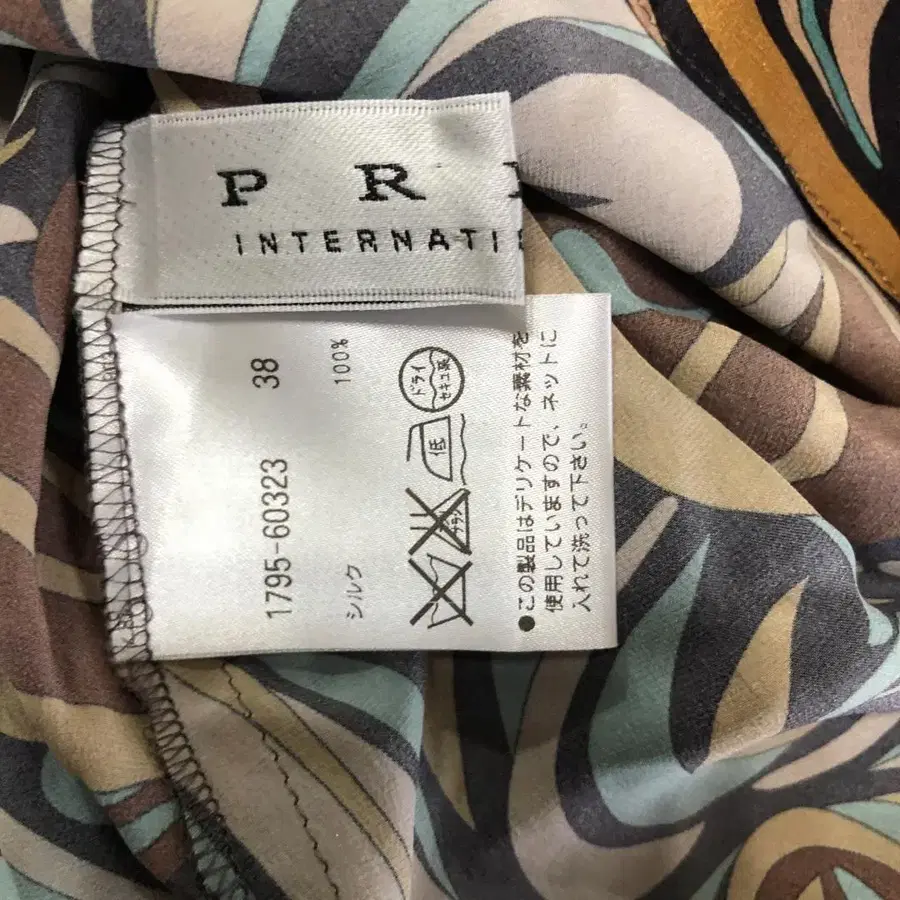 P R
INTERNATI
1795-60323 38
シルク 100%
ドライ
セキユ系
低
●この製品はデリケートな素材を
使用していますので、ネットに
入れて洗って下さい。